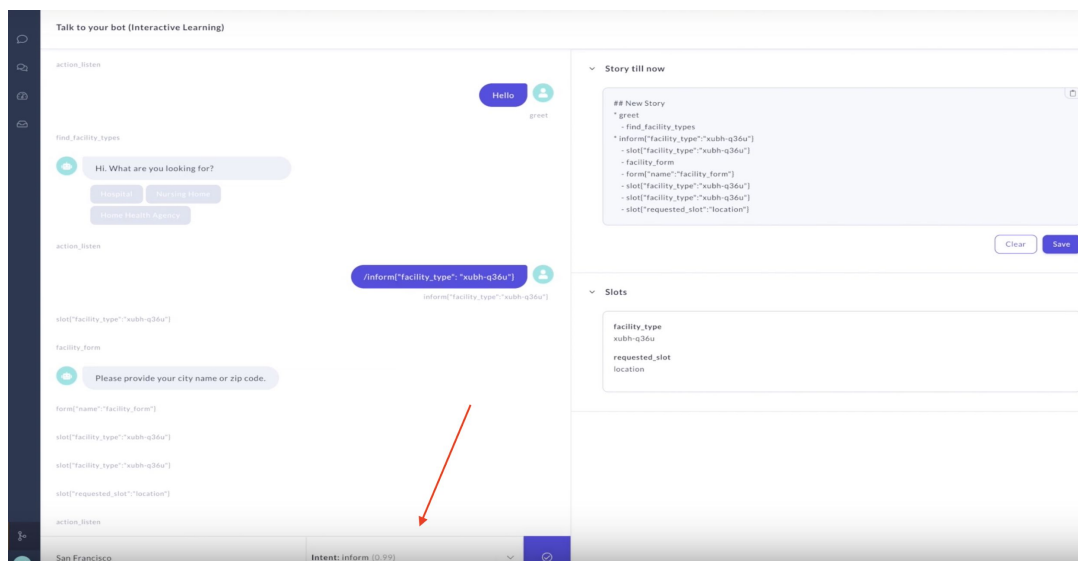 Talk to your bot (Interactive Learning)
action_listen
Hello
greet
find_facility_types
Hi. What are you looking for?
Hospital Nursing Home
Home Health Agency
action_listen
/inform{"facility_type": "xubh-q36u"}
inform{"facility_type":"xubh-q36u"}
slot{"facility_type":"xubh-q36u"}
facility_form
Please provide your city name or zip code.
form{"name":"facility_form"}
slot{"facility_type":"xubh-q36u"}
slot{"facility_type":"xubh-q36u"}
slot{"requested_slot":"location"}
action_listen
San Francisco
Intent: inform (0.99)
Story till now
## New Story
* greet
- find_facility_types
* inform{"facility_type":"xubh-q36u"}
- slot{"facility_type":"xubh-q36u"}
- facility_form
- form{"name":"facility_form"}
- slot{"facility_type":"xubh-q36u"}
- slot{"facility_type":"xubh-q36u"}
- slot{"requested_slot":"location"}
Clear Save
Slots
facility_type
xubh-q36u
requested_slot
location